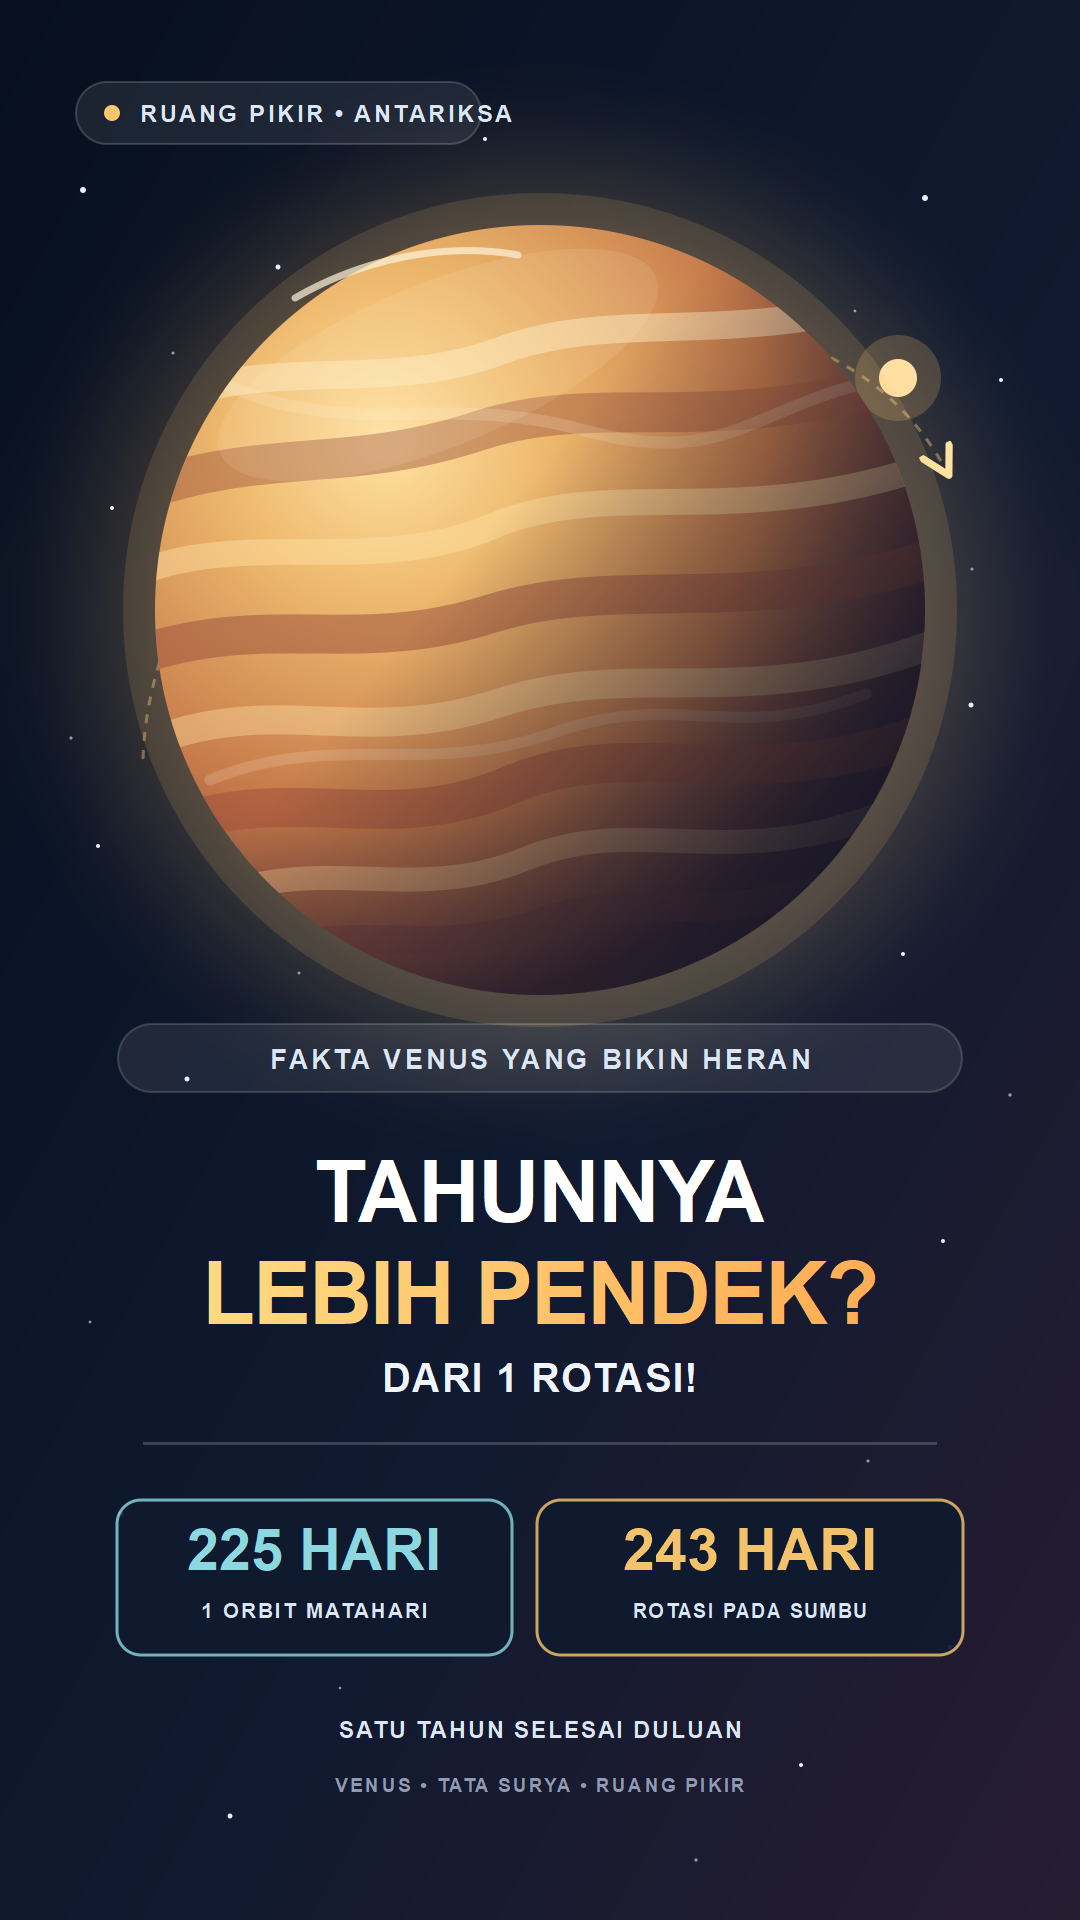 RUANG PIKIR • ANTARIKSA
FAKTA VENUS YANG BIKIN HERAN
TAHUNNYA
LEBIH PENDEK?
DARI 1 ROTASI!
225 HARI
1 ORBIT MATAHARI
243 HARI
ROTASI PADA SUMBU
SATU TAHUN SELESAI DULUAN
VENUS • TATA SURYA • RUANG PIKIR